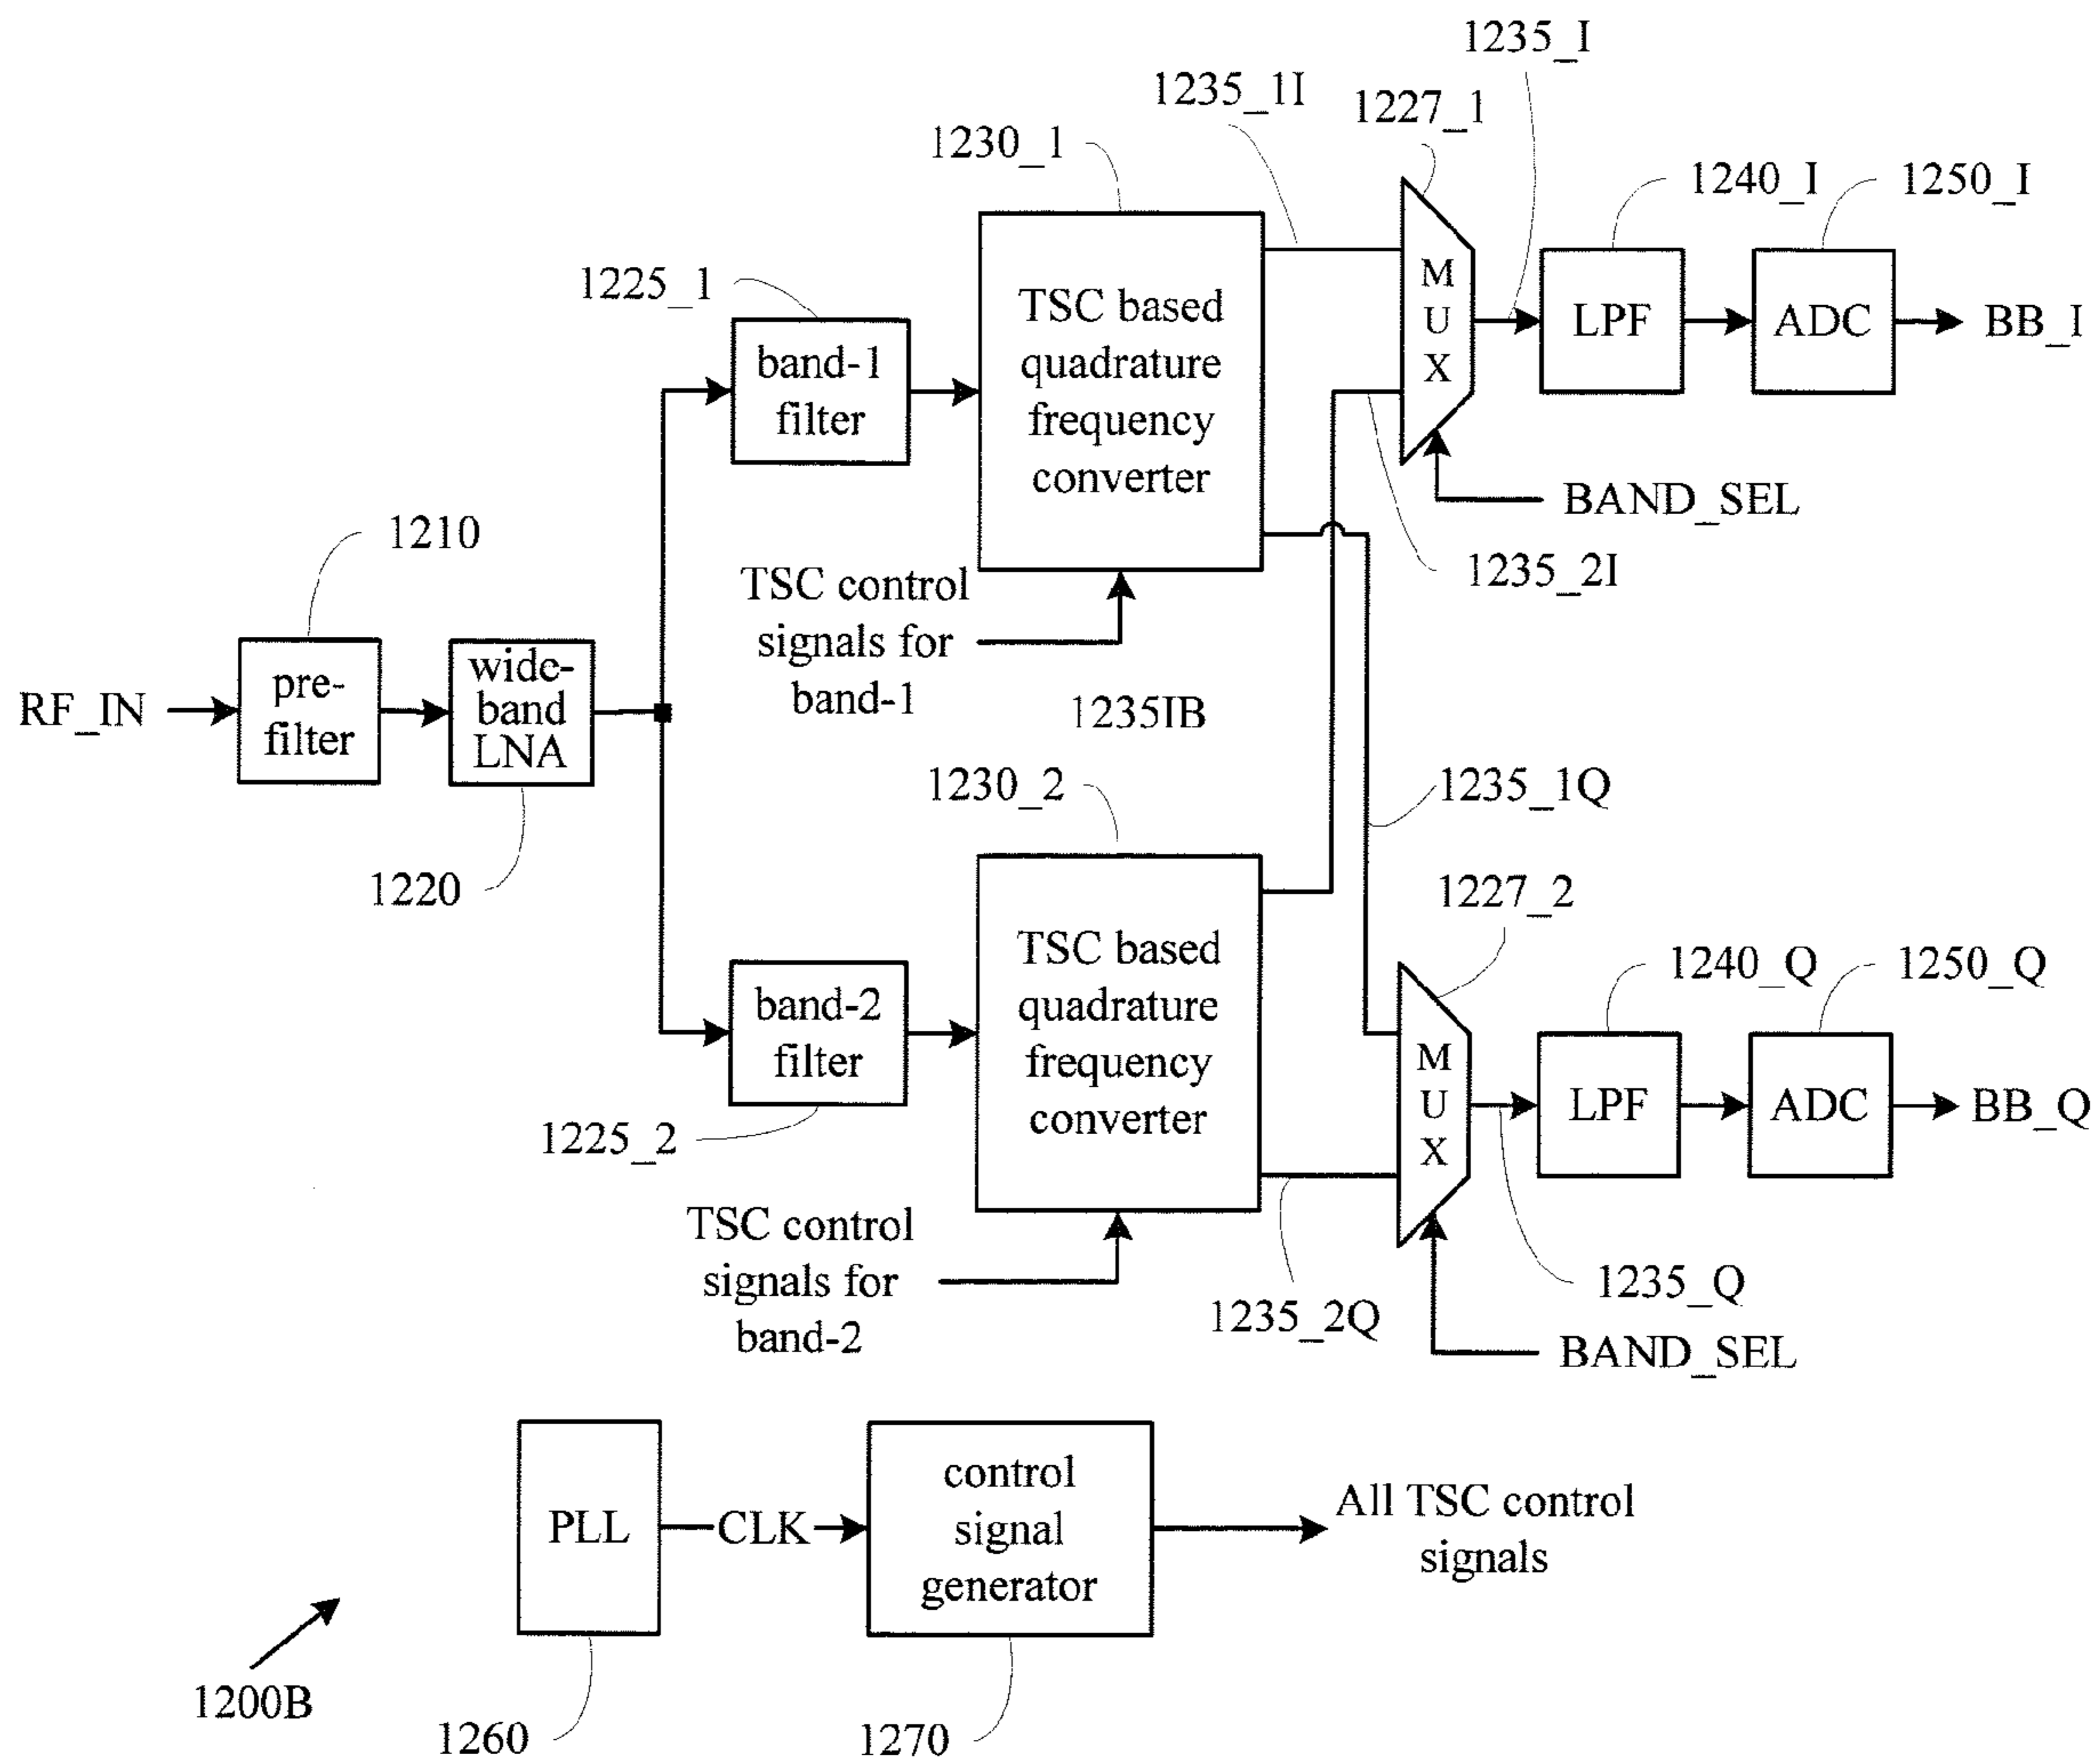 1235_I
1235_1I
1227_1
1230_1
1240_I
1250_I
1225_1
TSC based
quadrature
frequency
converter
M
U
X
LPF
ADC
BB_I
band-1
filter
BAND_SEL
1210
1235_2I
TSC control
signals for
band-1
1235IB
RF_IN
pre-
filter
wide-
band
LNA
1230_2
1235_1Q
1220
1227_2
TSC based
quadrature
frequency
converter
1240_Q
1250_Q
band-2
filter
M
U
X
LPF
ADC
BB_Q
1225_2
TSC control
signals for
band-2
1235_2Q
1235_Q
BAND_SEL
PLL
CLK
control
signal
generator
All TSC control
signals
1200B
1260
1270